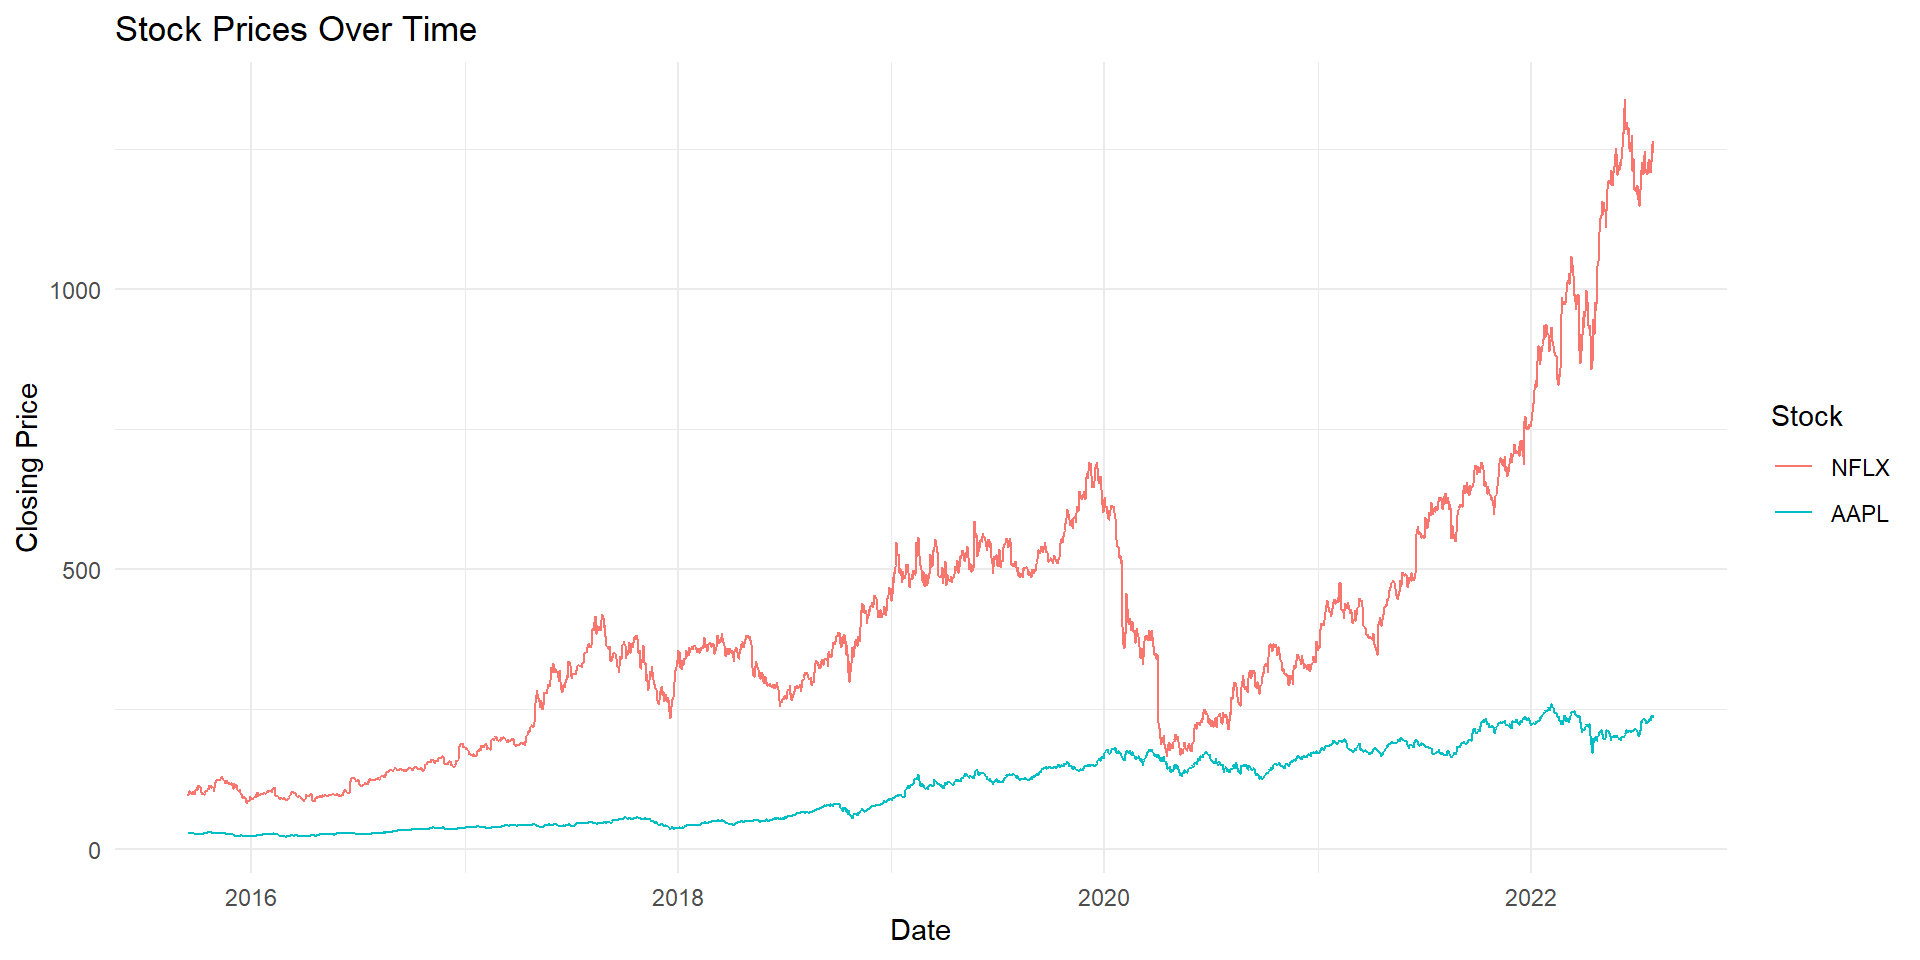 Stock Prices Over Time
Closing Price
1000
500
0
2016
2018
2020
2022
Date
Stock
NFLX
AAPL